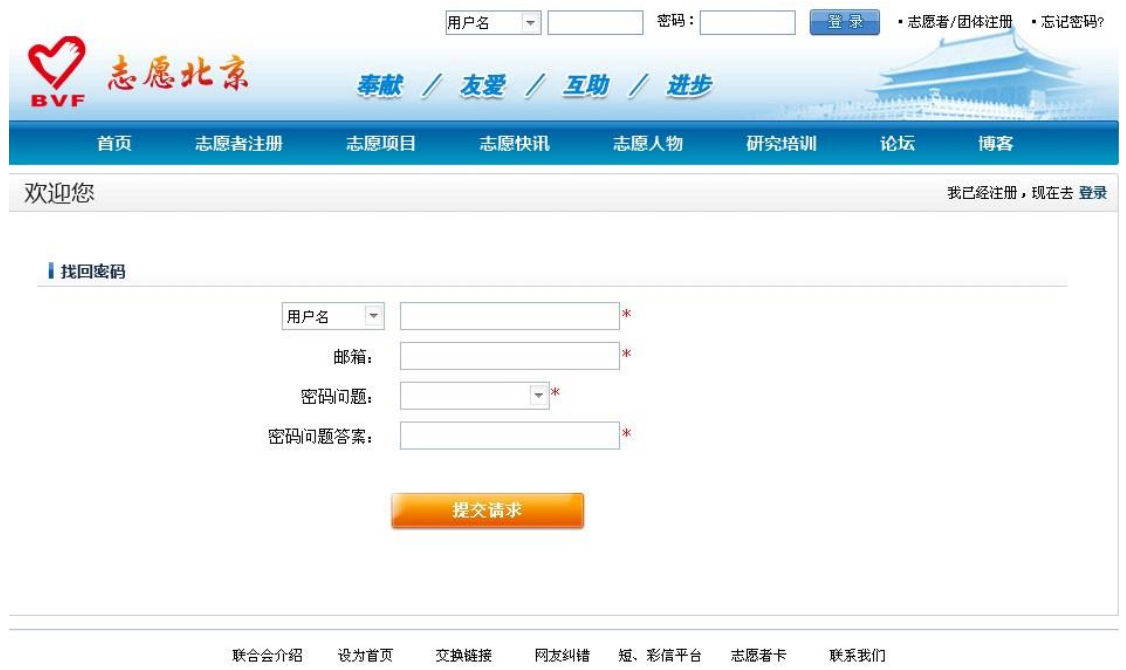 用户名 密码： 登 录 ·志愿者/团体注册 ·忘记密码?
BVF 志愿北京 奉献 / 友爱 / 互助 / 进步
首页 志愿者注册 志愿项目 志愿快讯 志愿人物 研究培训 论坛 博客
欢迎您 我已经注册，现在去 登录
找回密码
用户名 *
邮箱： *
密码问题： *
密码问题答案： *
提交请求
联合会介绍 设为首页 交换链接 网友纠错 短、彩信平台 志愿者卡 联系我们